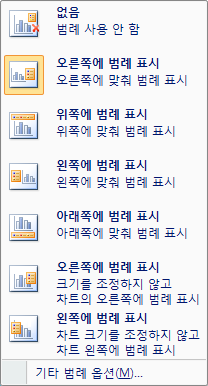 없음
범례 사용 안 함
오른쪽에 범례 표시
오른쪽에 맞춰 범례 표시
위쪽에 범례 표시
위쪽에 맞춰 범례 표시
왼쪽에 범례 표시
왼쪽에 맞춰 범례 표시
아래쪽에 범례 표시
아래쪽에 맞춰 범례 표시
오른쪽에 범례 표시
크기를 조정하지 않고
차트의 오른쪽에 범례 표시
왼쪽에 범례 표시
차트 크기를 조정하지 않고
차트 왼쪽에 범례 표시
기타 범례 옵션(M)...